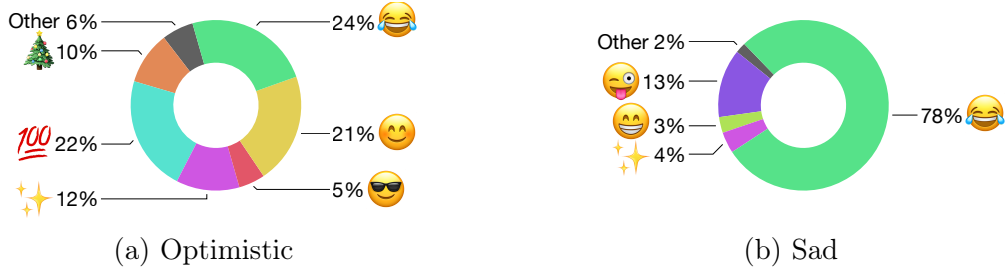 Other 6%
24% 😂
🎄 10%
💯 22%
21% 😊
✨ 12%
5% 😎
(a) Optimistic
Other 2%
😜 13%
😁 3%
✨ 4%
78% 😂
(b) Sad